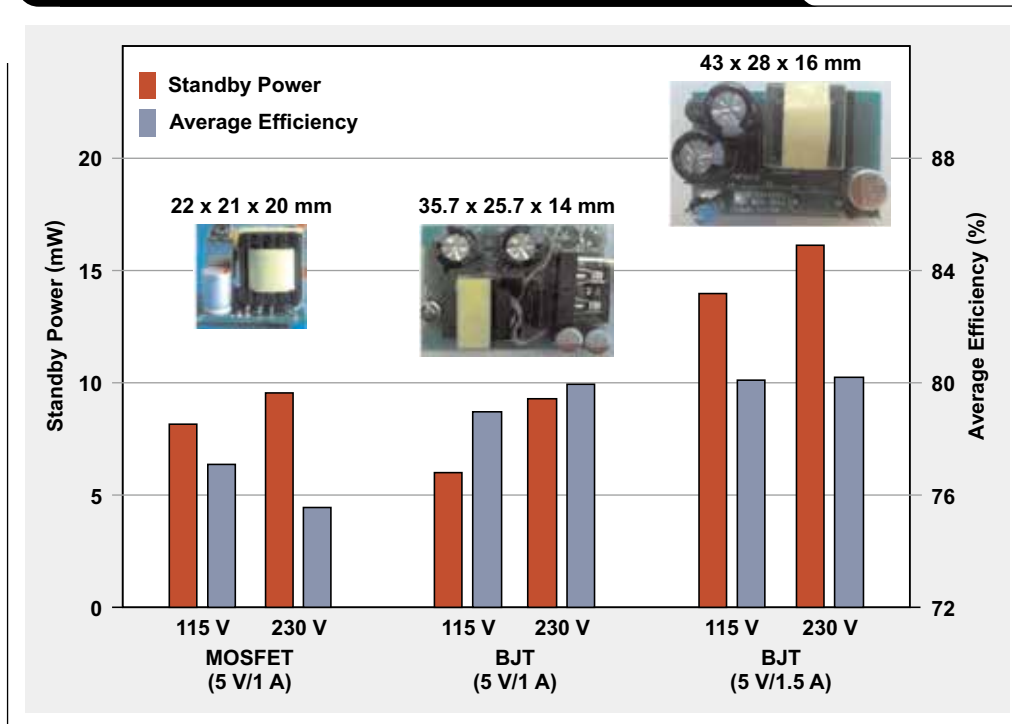 Standby Power
Average Efficiency
43 x 28 x 16 mm
22 x 21 x 20 mm
35.7 x 25.7 x 14 mm
Standby Power (mW)
20
15
10
5
0
Average Efficiency (%)
88
84
80
76
72
115 V 230 V
MOSFET
(5 V/1 A)
115 V 230 V
BJT
(5 V/1 A)
115 V 230 V
BJT
(5 V/1.5 A)